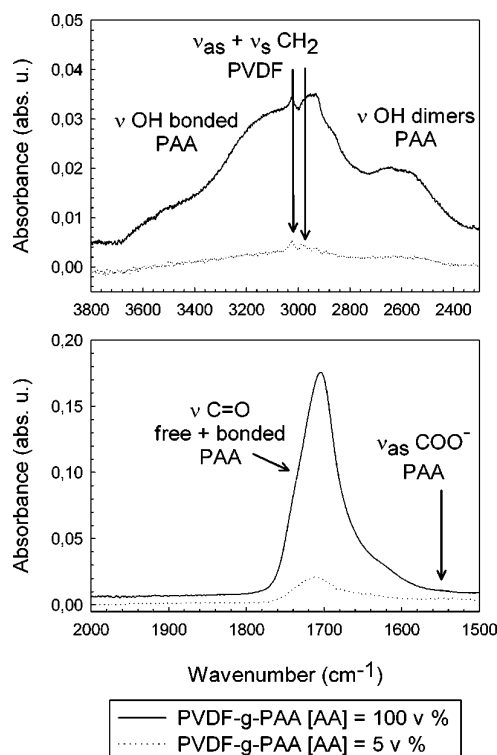 ν_as + ν_s CH₂
PVDF
ν OH bonded
PAA
ν OH dimers
PAA
Absorbance (abs. u.)
0,05
0,04
0,03
0,02
0,01
0,00
3800 3600 3400 3200 3000 2800 2600 2400
0,20
0,15
0,10
0,05
0,00
Absorbance (abs. u.)
ν C=O
free + bonded
PAA
ν_as COO⁻
PAA
2000 1900 1800 1700 1600 1500
Wavenumber (cm⁻¹)
PVDF-g-PAA [AA] = 100 v %
PVDF-g-PAA [AA] = 5 v %